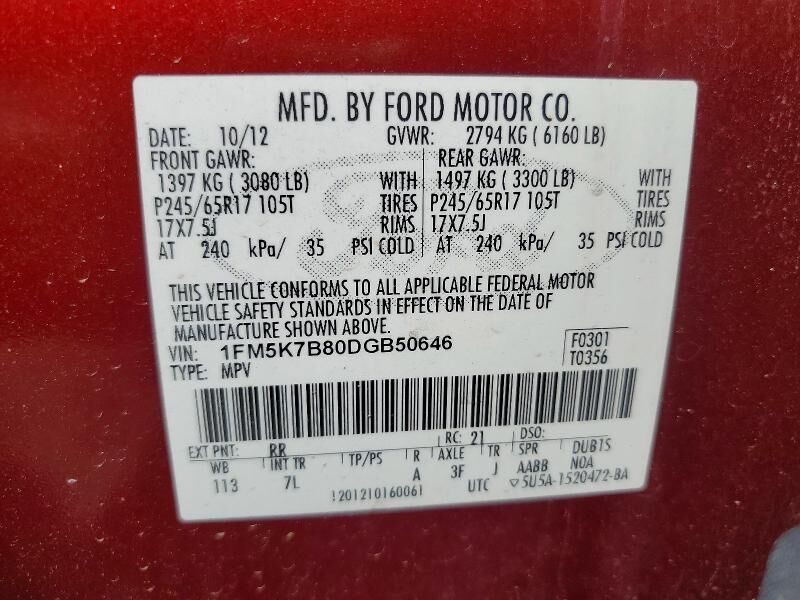 MFD. BY FORD MOTOR CO.
DATE: 10/12 GVWR: 2794 KG ( 6160 LB)
FRONT GAWR: REAR GAWR:
1397 KG ( 3080 LB) WITH 1497 KG ( 3300 LB) WITH
P245/65R17 105T TIRES P245/65R17 105T TIRES
17X7.5J RIMS 17X7.5J RIMS
AT 240 kPa/ 35 PSI COLD AT 240 kPa/ 35 PSI COLD
THIS VEHICLE CONFORMS TO ALL APPLICABLE FEDERAL MOTOR
VEHICLE SAFETY STANDARDS IN EFFECT ON THE DATE OF
MANUFACTURE SHOWN ABOVE.
VIN: 1FM5K7B80DGB50646 F0301
TYPE: MPV T0356
EXT PNT: RR RC: 21 DSO:
WB INT TR TP/PS R AXLE TR SPR DUB1S
113 7L A 3F J AABB NOA
!201210160061 UTC ▽5U5A-1520472-BA